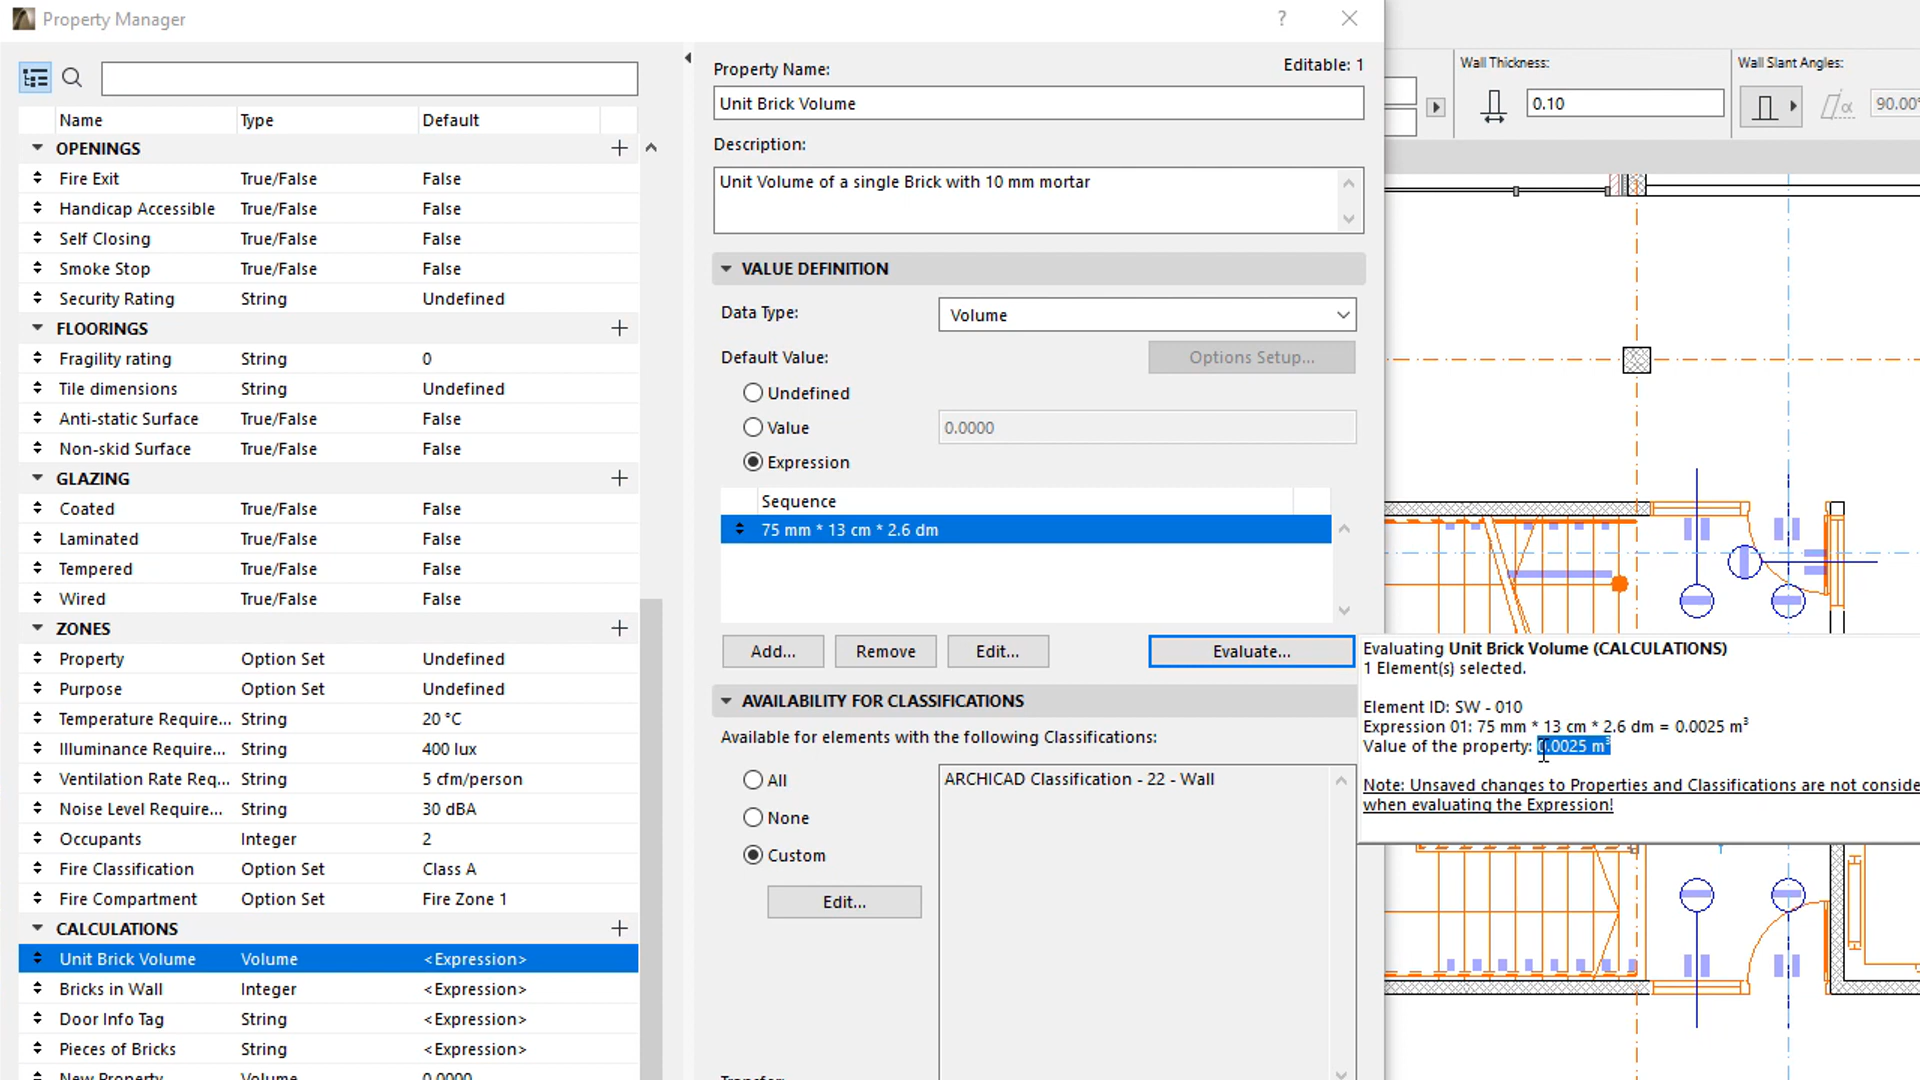 Property Manager
?
Name Type Default
OPENINGS
Fire Exit True/False False
Handicap Accessible True/False False
Self Closing True/False False
Smoke Stop True/False False
Security Rating String Undefined
FLOORINGS
Fragility rating String 0
Tile dimensions String Undefined
Anti-static Surface True/False False
Non-skid Surface True/False False
GLAZING
Coated True/False False
Laminated True/False False
Tempered True/False False
Wired True/False False
ZONES
Property Option Set Undefined
Purpose Option Set Undefined
Temperature Require... String 20 °C
Illuminance Require... String 400 lux
Ventilation Rate Req... String 5 cfm/person
Noise Level Require... String 30 dBA
Occupants Integer 2
Fire Classification Option Set Class A
Fire Compartment Option Set Fire Zone 1
CALCULATIONS
Unit Brick Volume Volume <Expression>
Bricks in Wall Integer <Expression>
Door Info Tag String <Expression>
Pieces of Bricks String <Expression>
New Property Volume 0.0000
Property Name: Editable: 1
Unit Brick Volume
Description:
Unit Volume of a single Brick with 10 mm mortar
VALUE DEFINITION
Data Type: Volume
Default Value: Options Setup...
Undefined
Value 0.0000
Expression
Sequence
75 mm * 13 cm * 2.6 dm
Add... Remove Edit... Evaluate...
AVAILABILITY FOR CLASSIFICATIONS
Available for elements with the following Classifications:
All
None
Custom
Edit...
ARCHICAD Classification - 22 - Wall
Wall Thickness: Wall Slant Angles:
0.10 α 90.00°
Evaluating Unit Brick Volume (CALCULATIONS)
1 Element(s) selected.
Element ID: SW - 010
Expression 01: 75 mm * 13 cm * 2.6 dm = 0.0025 m³
Value of the property: 0.0025 m³
Note: Unsaved changes to Properties and Classifications are not conside
when evaluating the Expression!